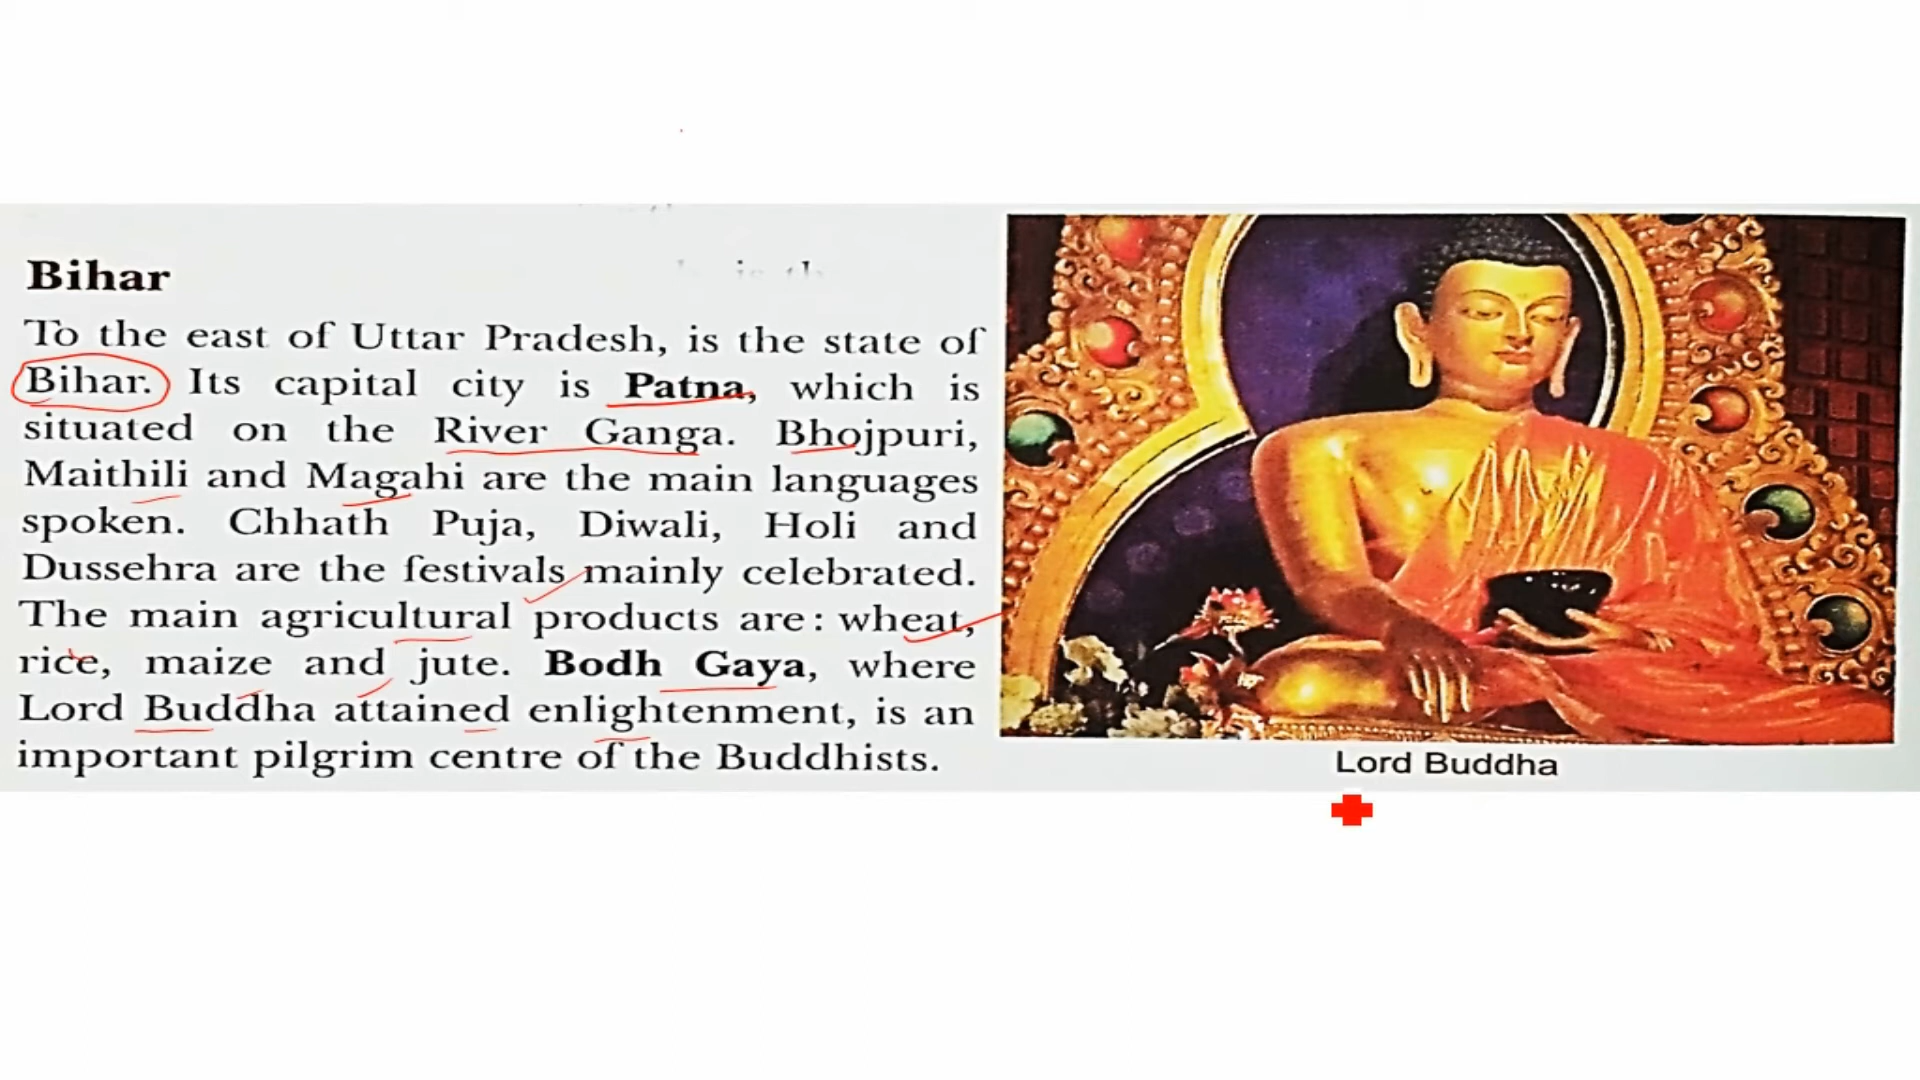 Bihar
To the east of Uttar Pradesh, is the state of
Bihar. Its capital city is Patna, which is
situated on the River Ganga. Bhojpuri,
Maithili and Magahi are the main languages
spoken. Chhath Puja, Diwali, Holi and
Dussehra are the festivals mainly celebrated.
The main agricultural products are: wheat,
rice, maize and jute. Bodh Gaya, where
Lord Buddha attained enlightenment, is an
important pilgrim centre of the Buddhists.
Lord Buddha